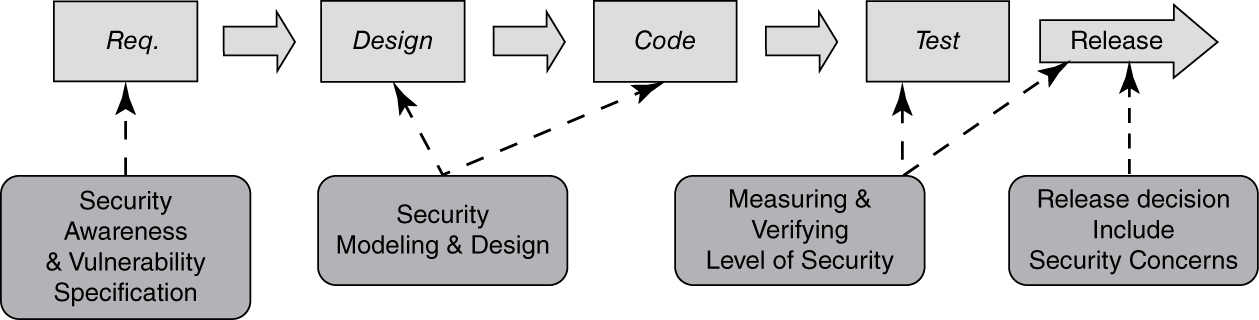 Req.
Design
Code
Test
Release
Security
Awareness
& Vulnerability
Specification
Security
Modeling & Design
Measuring &
Verifying
Level of Security
Release decision
Include
Security Concerns